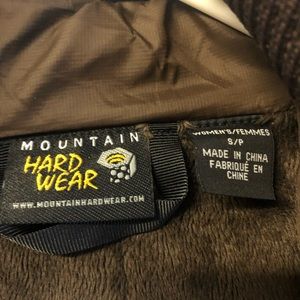 MOUNTAIN
HARD
WEAR
WWW.MOUNTAINHARDWEAR.COM
WOMEN'S/FEMMES
S/P
MADE IN CHINA
FABRIQUÉ EN
CHINE